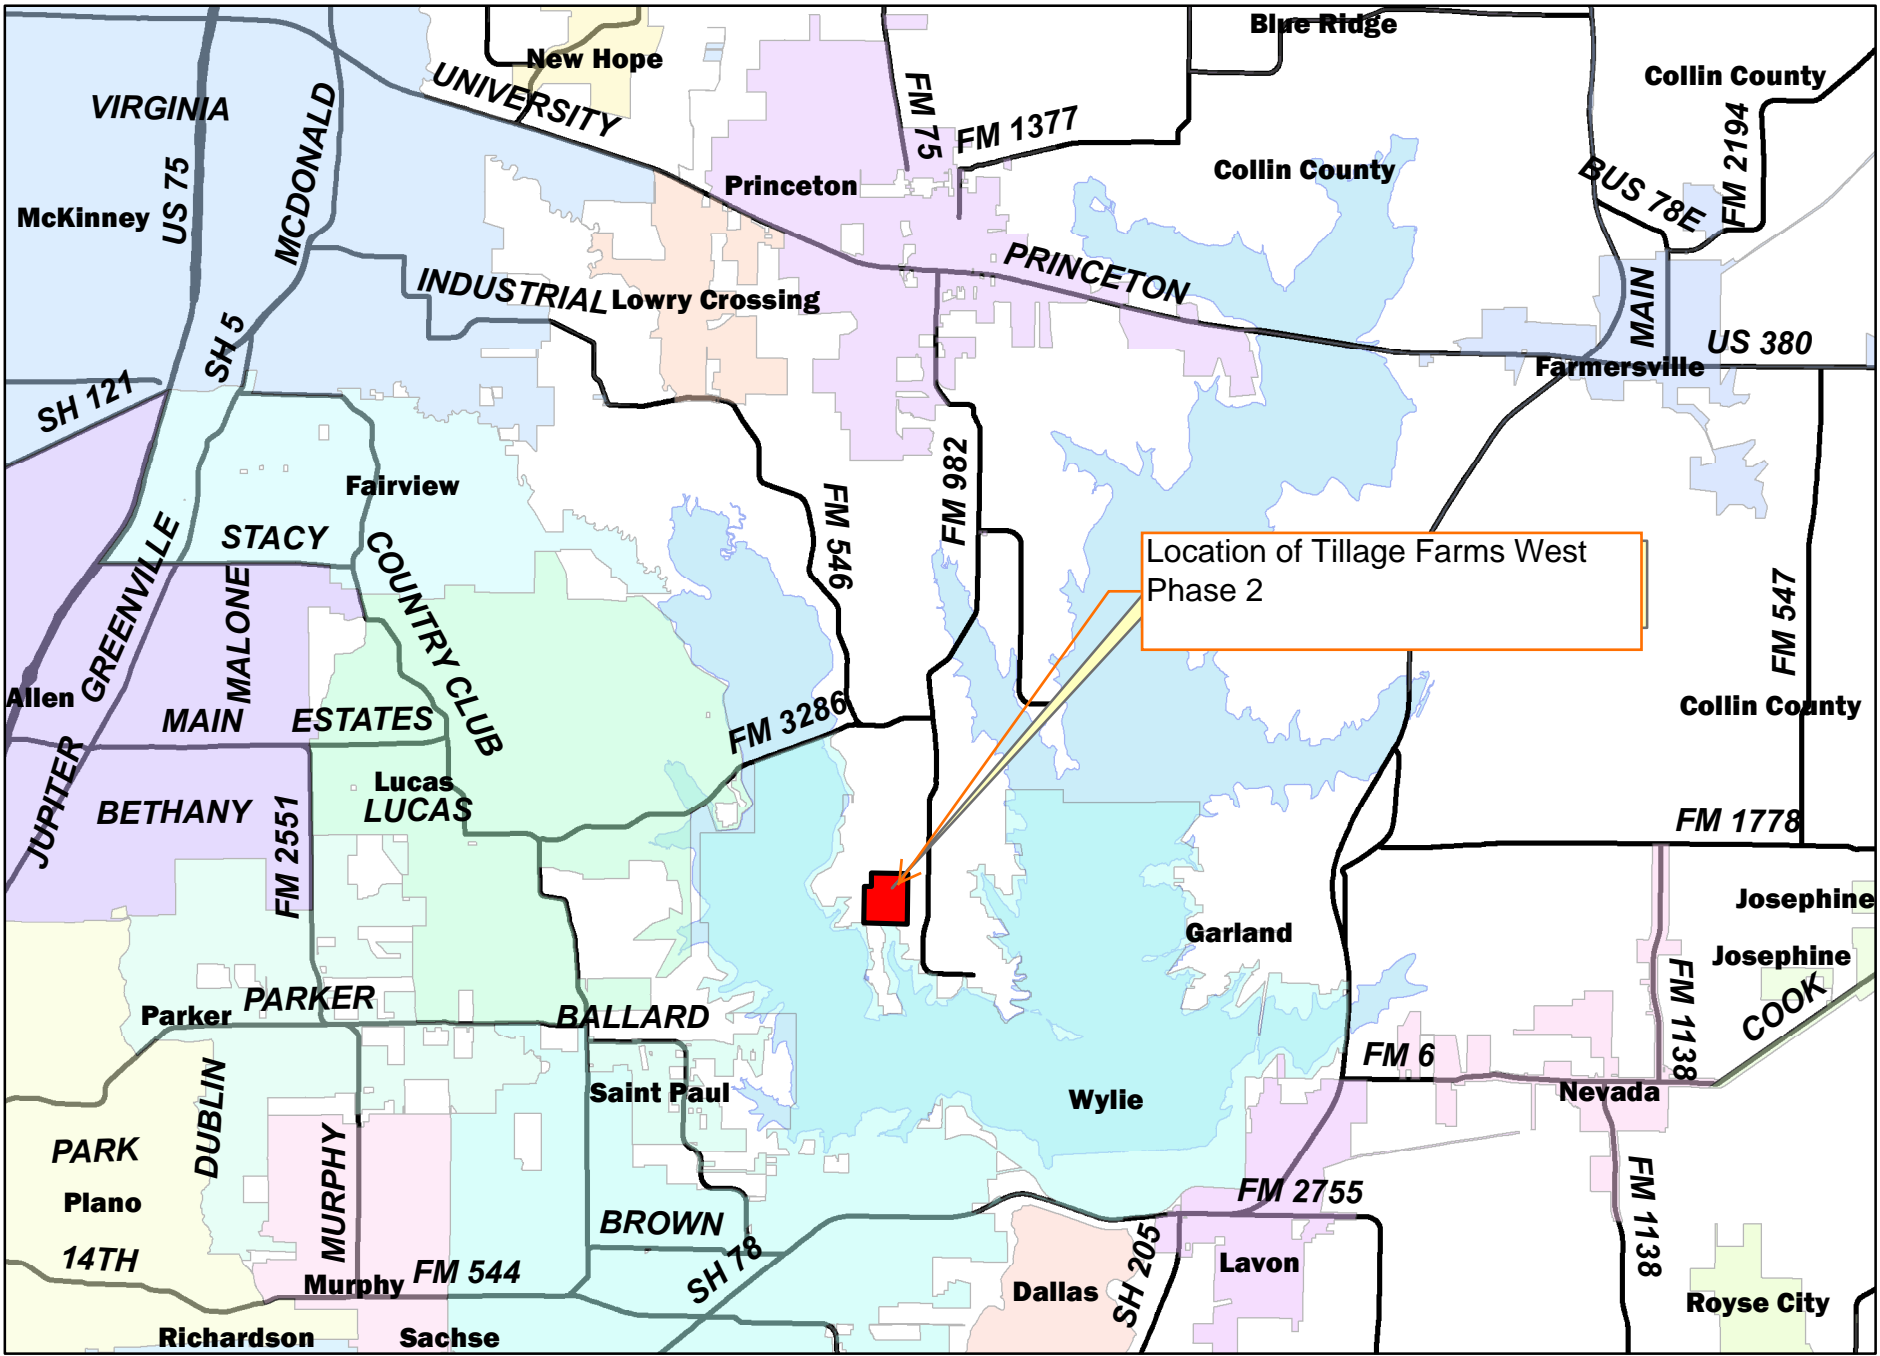 Blue Ridge
New Hope
Collin County
UNIVERSITY
VIRGINIA
MCDONALD
FM 75
FM 1377
FM 2194
US 75
Princeton
Collin County
BUS 78E
McKinney
PRINCETON
INDUSTRIAL
Lowry Crossing
MAIN
SH 5
US 380
Farmersville
SH 121
Fairview
FM 982
FM 546
STACY
GREENVILLE
COUNTRY CLUB
MALONE
Location of Tillage Farms West
Phase 2
FM 547
Allen
MAIN
ESTATES
FM 3286
Collin County
JUPITER
Lucas
LUCAS
BETHANY
FM 2551
FM 1778
Josephine
Garland
Josephine
FM 1138
COOK
PARKER
Parker
BALLARD
FM 6
DUBLIN
Saint Paul
Wylie
Nevada
PARK
MURPHY
Plano
FM 2755
FM 1138
BROWN
14TH
SH 78
SH 205
Lavon
Murphy
FM 544
Dallas
Royse City
Richardson
Sachse